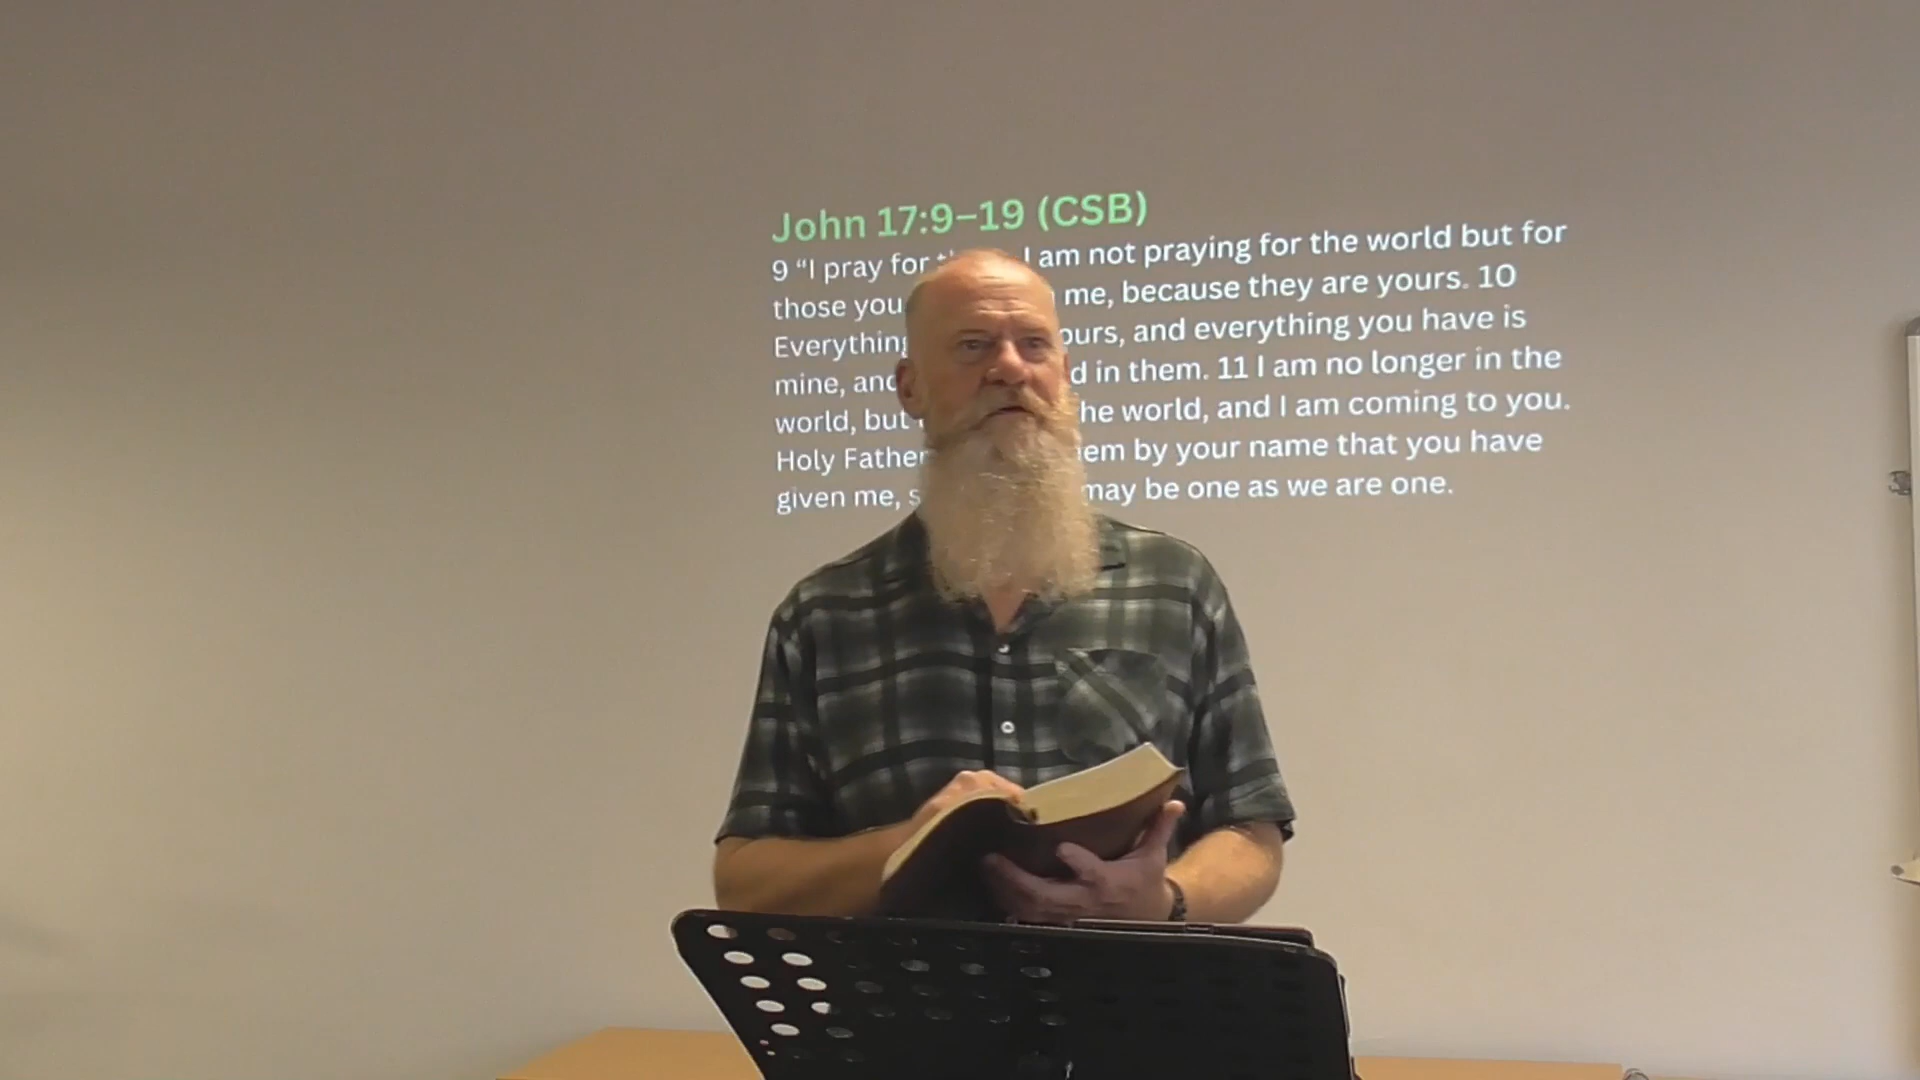 John 17:9–19 (CSB)
9 “I pray for I am not praying for the world but for
those you me, because they are yours. 10
Everything and everything you have is
mine, and in them. 11 I am no longer in the
world, but the world, and I am coming to you.
Holy Father by your name that you have
given me, may be one as we are one.